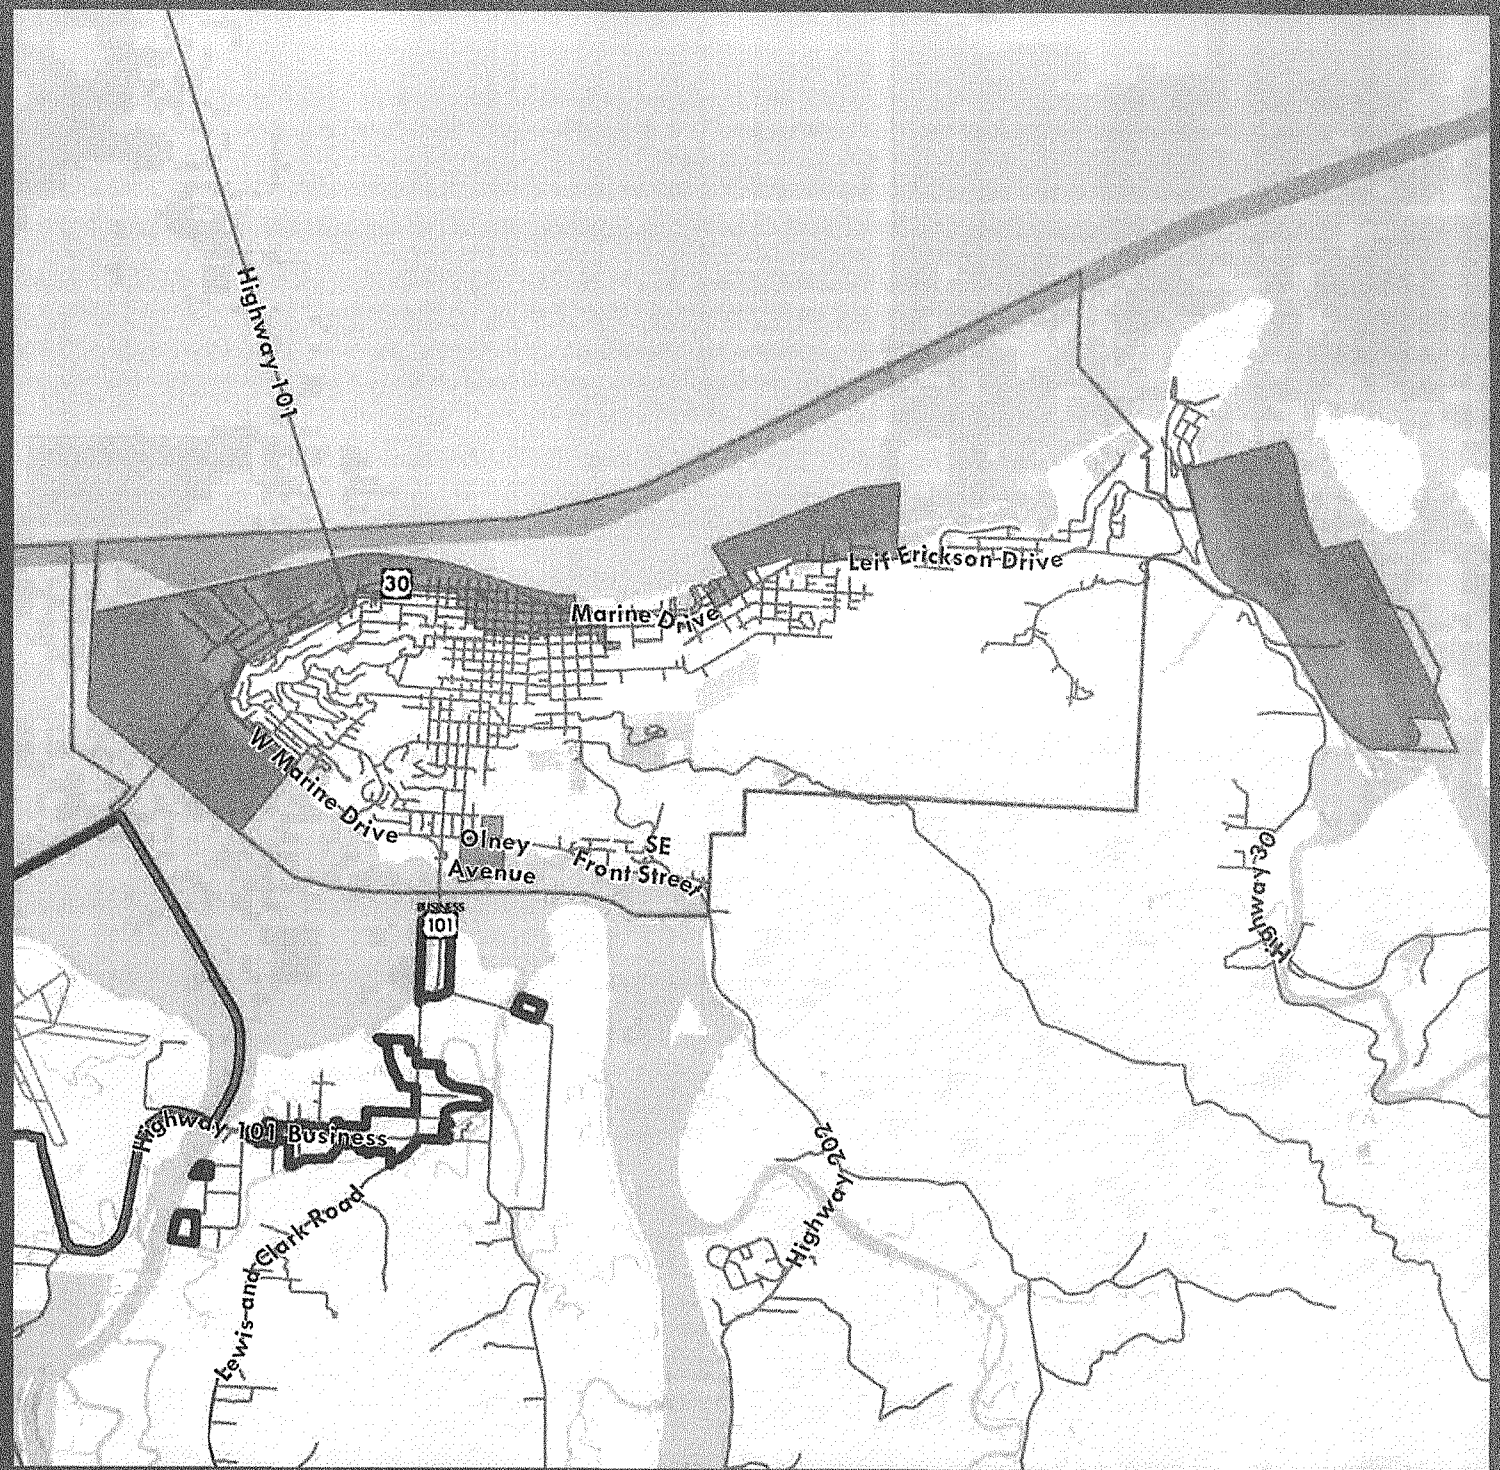 Highway 101
30
Leif Erickson Drive
Marine Drive
W Marine Drive
Olney
Avenue
SE
Front Street
Highway 30
BUSINESS
101
Highway 101 Business
Highway 202
Lewis and Clark Road